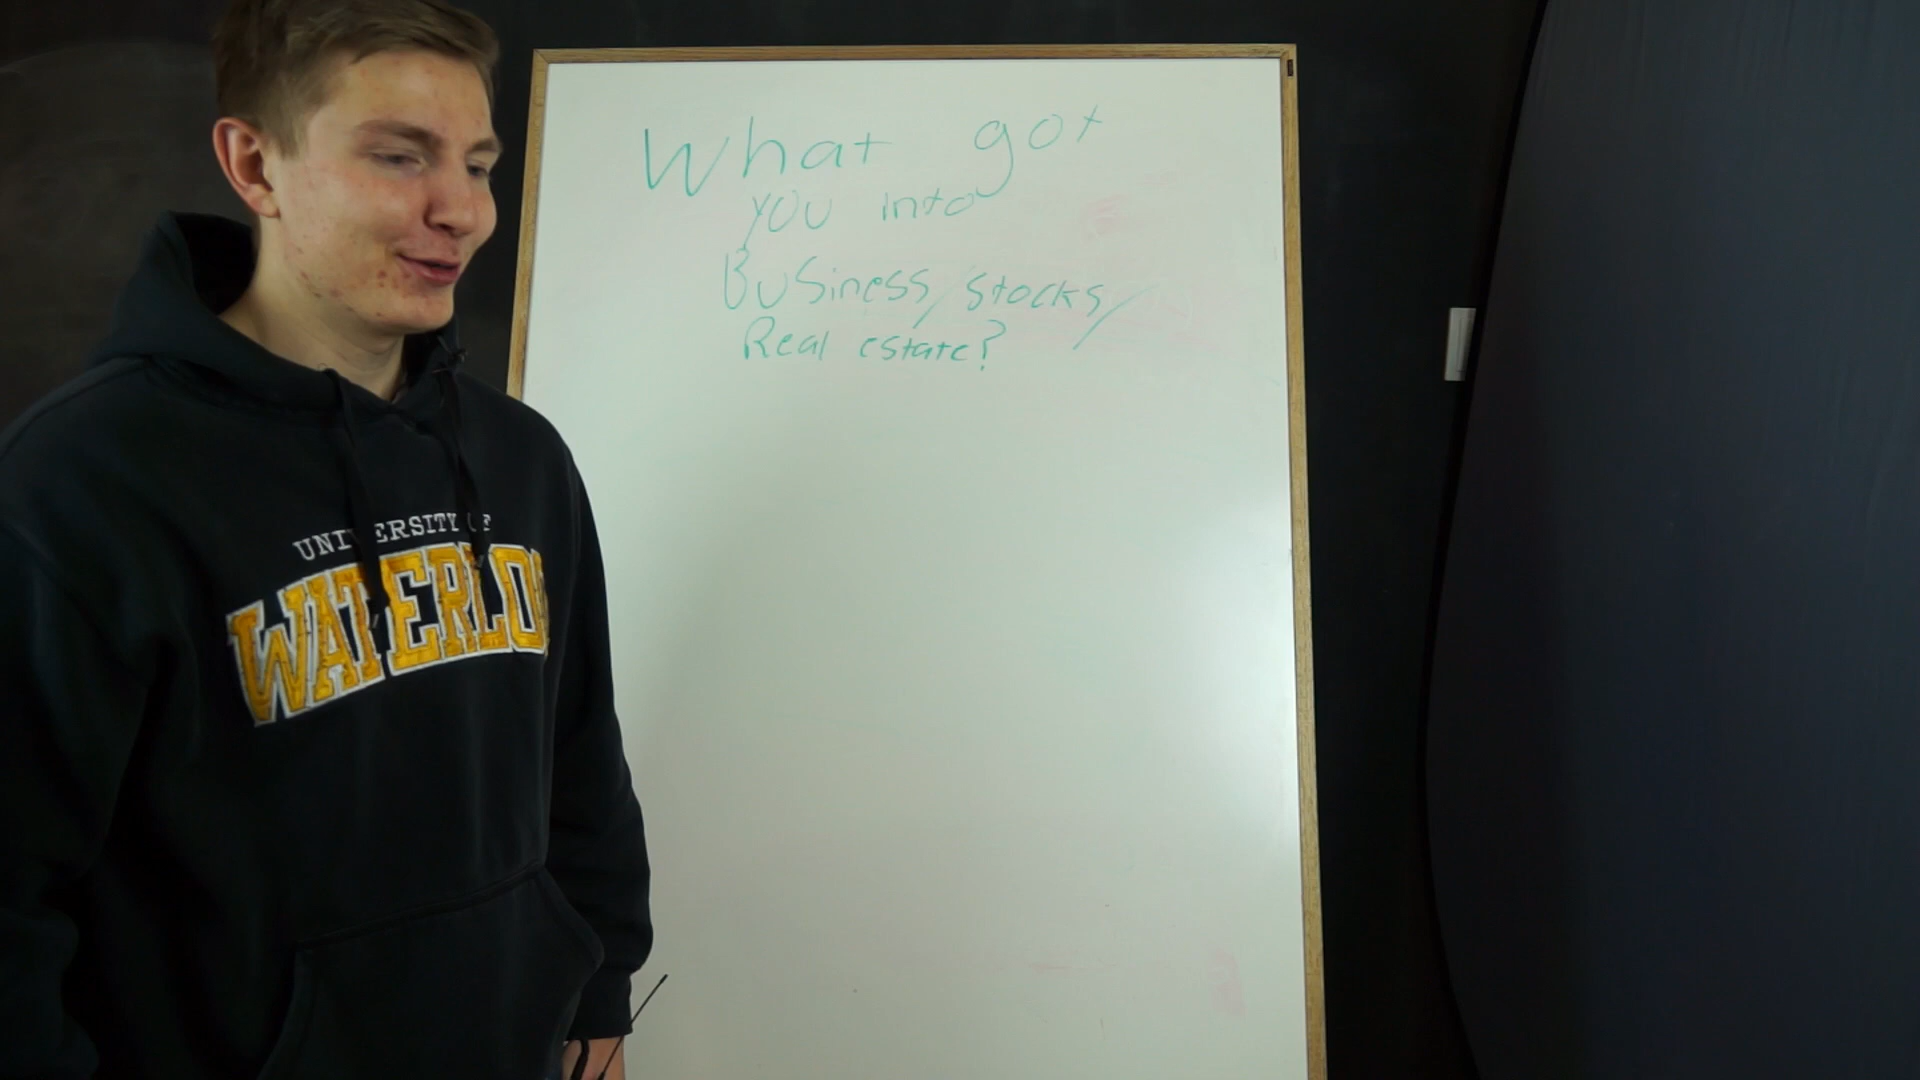 What got
you into
Business/stocks/
Real estate?
UNIVERSITY OF
WATERLOO